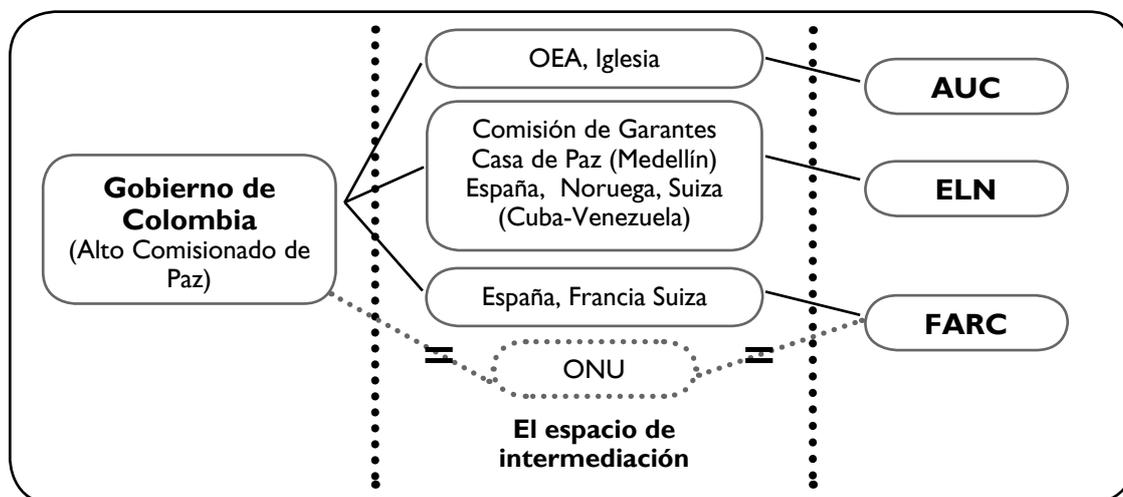 Gobierno de
Colombia
(Alto Comisionado de
Paz)
OEA, Iglesia
Comisión de Garantes
Casa de Paz (Medellín)
España, Noruega, Suiza
(Cuba-Venezuela)
España, Francia Suiza
=
ONU
=
El espacio de
intermediación
AUC
ELN
FARC